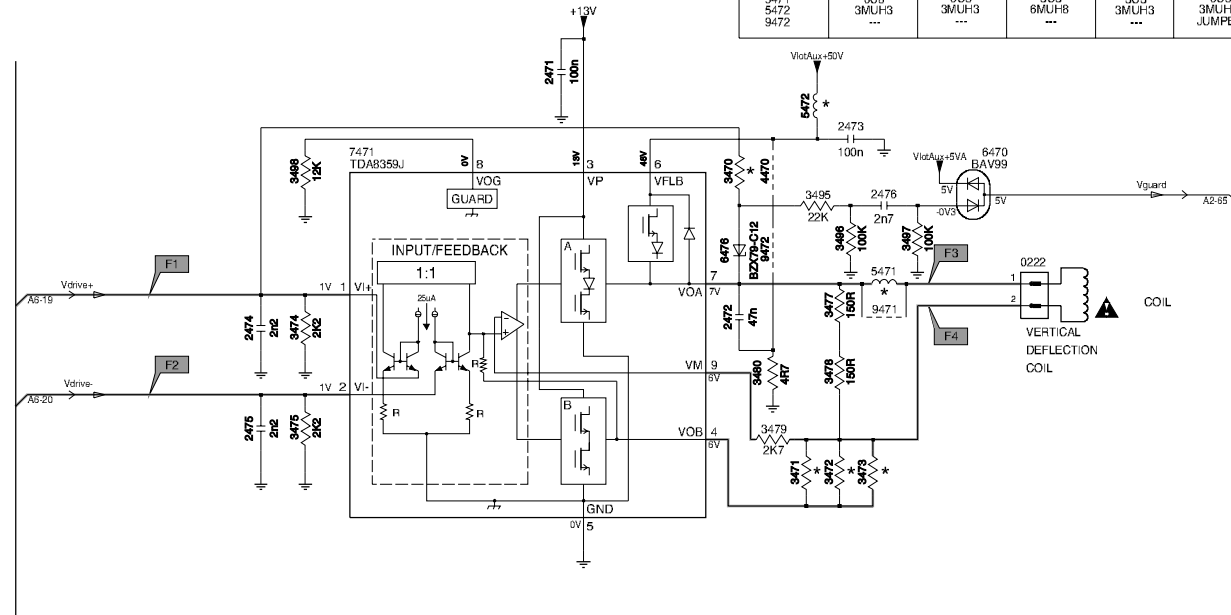 5472 3MUH3 3MUH3 6MUH8 3MUH3
9472 --- --- --- ---
+13V
2471
100n
VlotAux+50V
5472 *
2473
100n
7471
TDA8359J
0V 8
13V 3
45V 6
3498
12K
VOG
VP
VFLB
GUARD
3470 *
4470
VlotAux+5VA
6470
BAV99
5V
-0V3
5V
Vguard
A2-65
3495
22K
2476
2n7
3496
100K
3497
100K
6476
BZX79-C12
9472
INPUT/FEEDBACK
1:1
25uA
A
F1
Vdrive+
A6-19
1V 1 VI+
7
VOA 7V
5471
*
9471
F3
0222
1
2
COIL
VERTICAL
DEFLECTION
COIL
F4
2474
2n2
3474
2K2
2472
47n
3477
150R
R
F2
Vdrive-
A6-20
1V 2 VI-
VM 9
6V
3480
4R7
3478
150R
R
R
B
2475
2n2
3475
2K2
VOB 4
6V
3479
2K7
3471 *
3472 *
3473 *
GND
0V 5